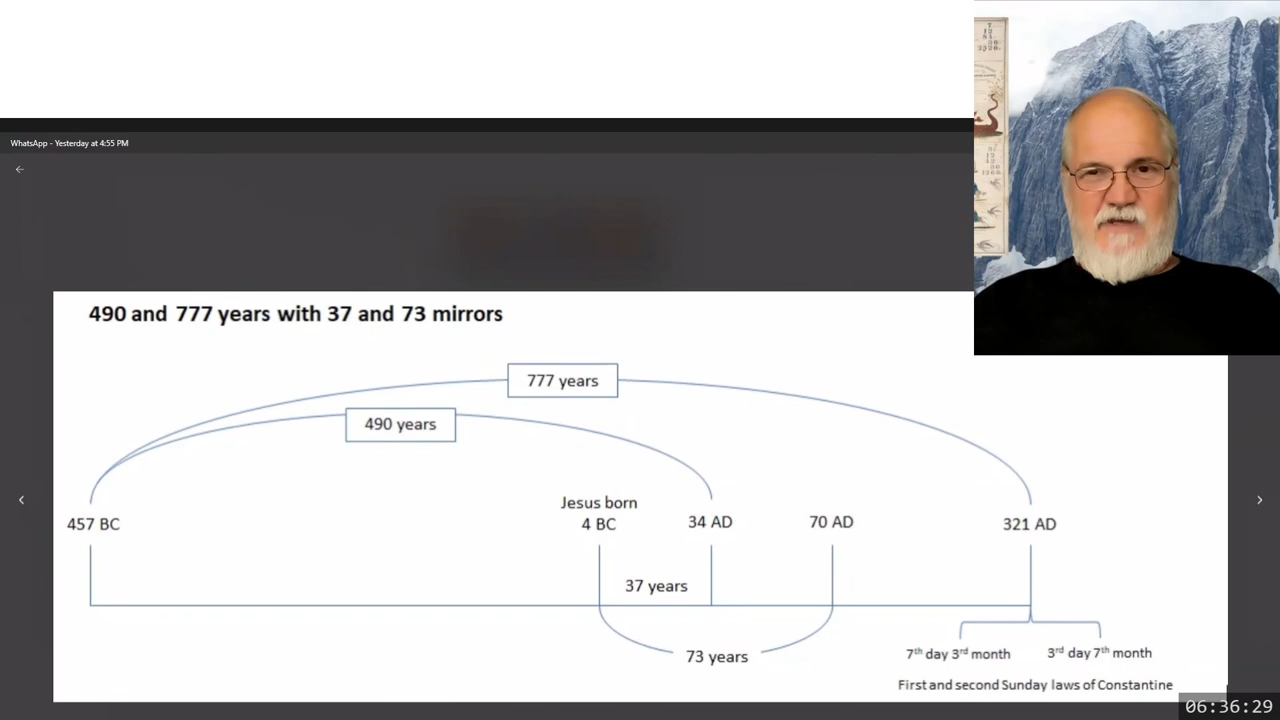 WhatsApp - Yesterday at 4:55 PM
490 and 777 years with 37 and 73 mirrors
777 years
490 years
Jesus born
457 BC
4 BC
34 AD
70 AD
321 AD
37 years
73 years
7th day 3rd month
3rd day 7th month
First and second Sunday laws of Constantine
06:36:29